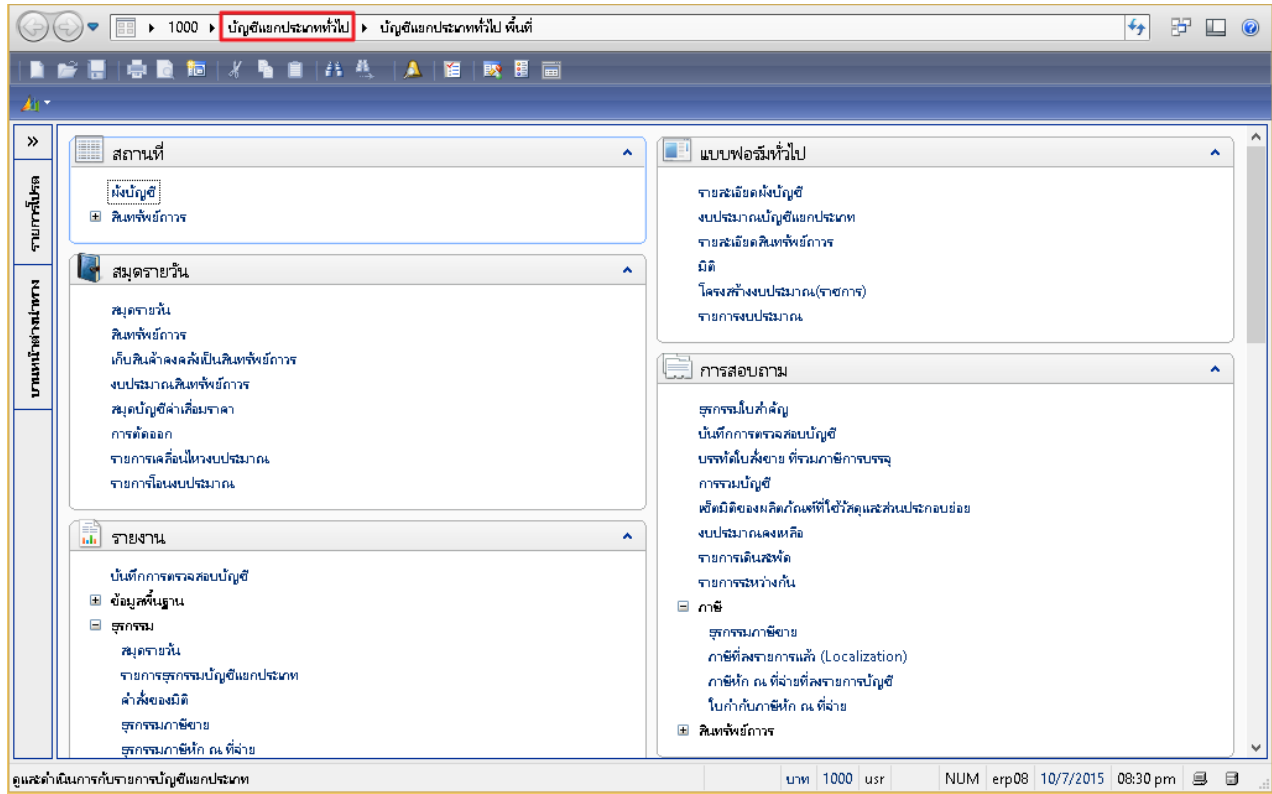 1000 บัญชีแยกประเภททั่วไป บัญชีแยกประเภททั่วไป พื้นที่
รายการโปรด
บานหน้าต่างนำทาง
สถานที่
ผังบัญชี
สินทรัพย์ถาวร
สมุดรายวัน
สมุดรายวัน
สินทรัพย์ถาวร
เก็บสินค้าคงคลังเป็นสินทรัพย์ถาวร
งบประมาณสินทรัพย์ถาวร
สมุดบัญชีค่าเสื่อมราคา
การตัดออก
รายการเคลื่อนไหวงบประมาณ
รายการโอนงบประมาณ
รายงาน
บันทึกการตรวจสอบบัญชี
ข้อมูลพื้นฐาน
ธุรกรรม
สมุดรายวัน
รายการธุรกรรมบัญชีแยกประเภท
คำสั่งของมิติ
ธุรกรรมภาษีขาย
ธุรกรรมภาษีหัก ณ ที่จ่าย
แบบฟอร์มทั่วไป
รายละเอียดผังบัญชี
งบประมาณบัญชีแยกประเภท
รายละเอียดสินทรัพย์ถาวร
มิติ
โครงสร้างงบประมาณ(ราชการ)
รายการงบประมาณ
การสอบถาม
ธุรกรรมใบสำคัญ
บันทึกการตรวจสอบบัญชี
บรรทัดใบสั่งขาย ที่รวมภาษีการบรรจุ
การรวมบัญชี
เซ็ตมิติของผลิตภัณฑ์ที่ใช้วัสดุและส่วนประกอบย่อย
งบประมาณคงเหลือ
รายการเดินสะพัด
รายการระหว่างกัน
ภาษี
ธุรกรรมภาษีขาย
ภาษีที่ลงรายการแล้ว (Localization)
ภาษีหัก ณ ที่จ่ายที่ลงรายการบัญชี
ใบกำกับภาษีหัก ณ ที่จ่าย
สินทรัพย์ถาวร
ดูและดำเนินการกับรายการบัญชีแยกประเภท
บาท 1000 usr NUM erp08 10/7/2015 08:30 pm